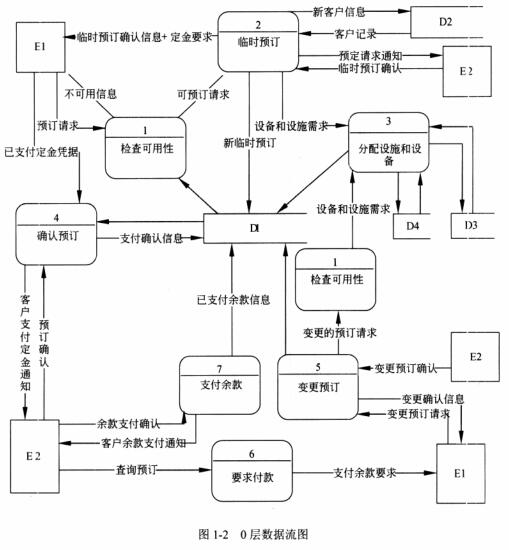 新客户信息
D2
2
临时预订
客户记录
E1
临时预订确认信息+ 定金要求
预定请求通知
E2
临时预订确认
不可用信息
可预订请求
预订请求
1
检查可用性
设备和设施需求
3
分配设施和设备
新临时预订
已支付定金凭据
4
确认预订
支付确认信息
D1
设备和设施需求
D4
D3
1
检查可用性
客户支付定金通知
预订确认
已支付余款信息
变更的预订请求
7
支付余款
5
变更预订
变更预订确认
E2
变更确认信息
变更预订请求
余款支付确认
客户余款支付通知
E2
查询预订
6
要求付款
支付余款要求
E1
图 1-2 0 层数据流图